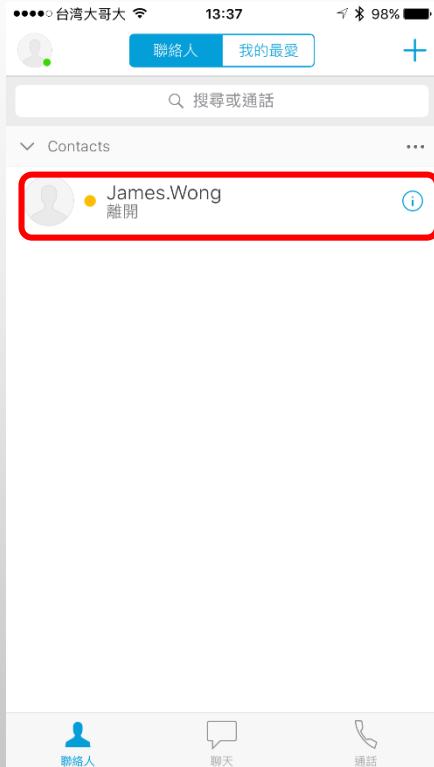 台湾大哥大 13:37 98%
聯絡人 我的最愛
搜尋或通話
Contacts
James.Wong
離開
聯絡人 聊天 通話